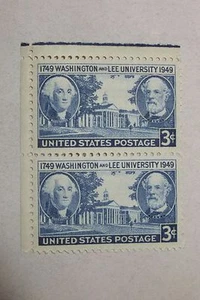 1749 WASHINGTON AND LEE UNIVERSITY 1949
3¢
UNITED STATES POSTAGE
1749 WASHINGTON AND LEE UNIVERSITY 1949
3¢
UNITED STATES POSTAGE